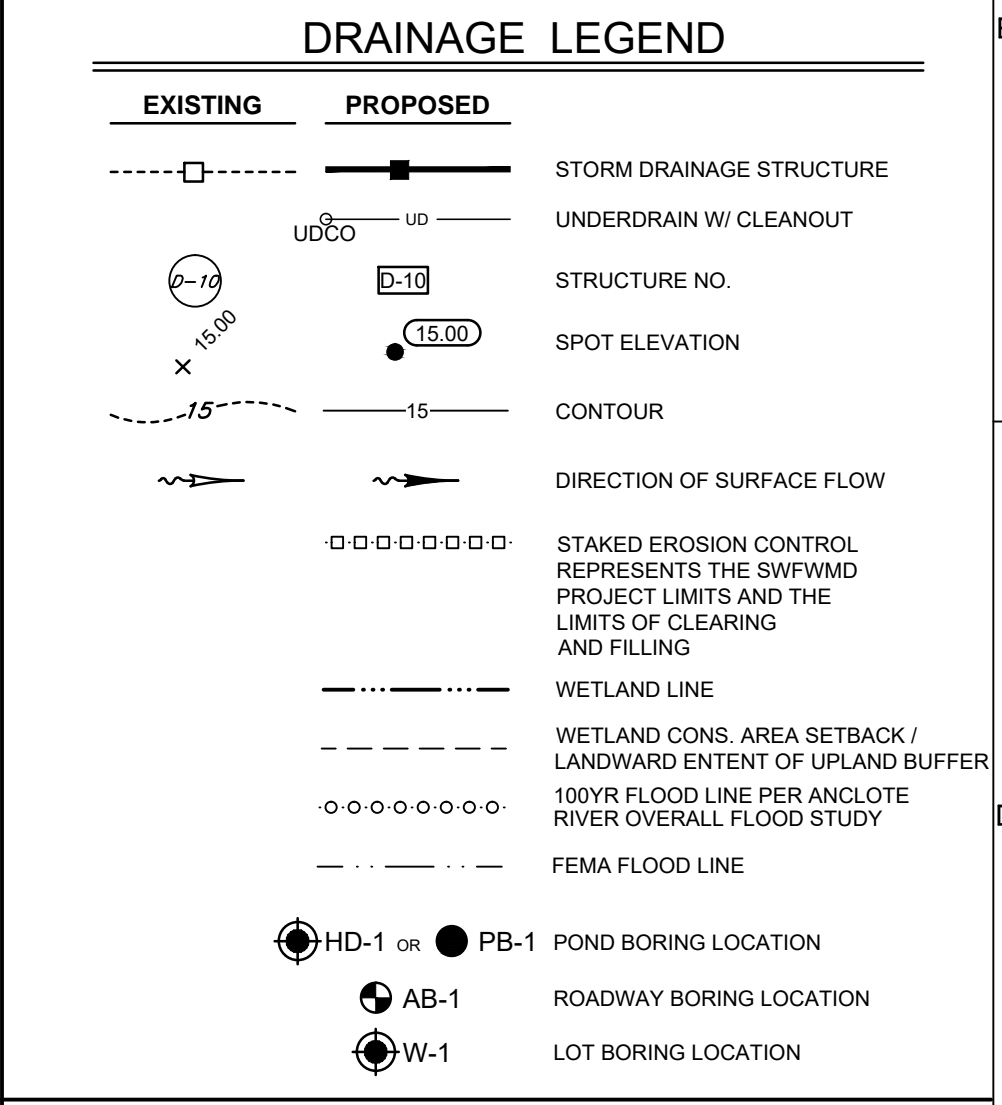 DRAINAGE LEGEND
EXISTING PROPOSED
STORM DRAINAGE STRUCTURE
UD
UDCO
UNDERDRAIN W/ CLEANOUT
D-10 D-10 STRUCTURE NO.
15.00 15.00 SPOT ELEVATION
15 15 CONTOUR
DIRECTION OF SURFACE FLOW
STAKED EROSION CONTROL
REPRESENTS THE SWFWMD
PROJECT LIMITS AND THE
LIMITS OF CLEARING
AND FILLING
WETLAND LINE
WETLAND CONS. AREA SETBACK /
LANDWARD ENTENT OF UPLAND BUFFER
100YR FLOOD LINE PER ANCLOTE
RIVER OVERALL FLOOD STUDY
FEMA FLOOD LINE
HD-1 OR PB-1 POND BORING LOCATION
AB-1 ROADWAY BORING LOCATION
W-1 LOT BORING LOCATION